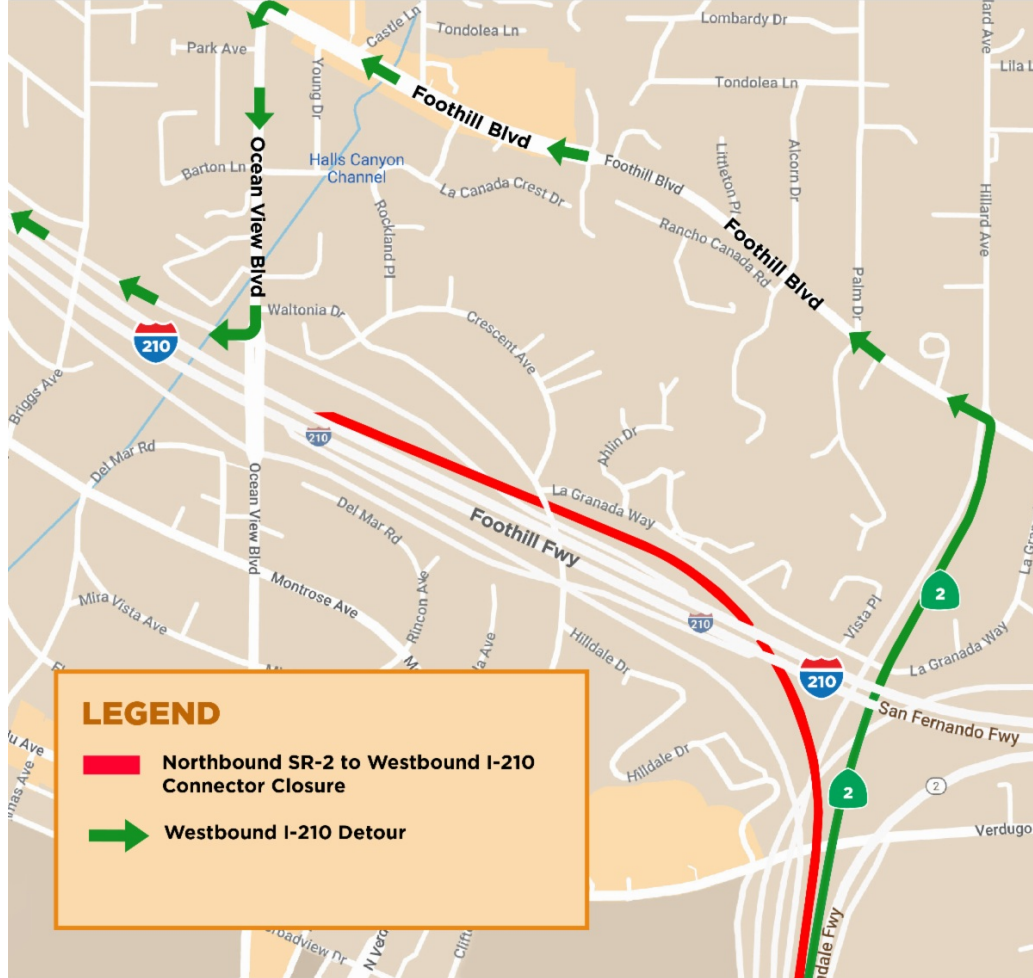 Lombardy Dr
Castle Ln
Tondolea Ln
Park Ave
Young Dr
Lila L
Tondolea Ln
Foothill Blvd
Ocean View Blvd
Halls Canyon
Channel
Barton Ln
Foothill Blvd
Littleton Pl
Alcorn Dr
La Canada Crest Dr
Hillard Ave
Rockland Pl
Rancho Canada Rd
Foothill Blvd
Palm Dr
Waltonia Dr
210
Crescent Ave
Briggs Ave
210
Ahlin Dr
Del Mar Rd
Ocean View Blvd
La Granada Way
Del Mar Rd
Foothill Fwy
Montrose Ave
2
Rincon Ave
Mira Vista Ave
Vista Pl
210
Hilldale Dr
La Granada Way
210
San Fernando Fwy
LEGEND
Northbound SR-2 to Westbound I-210
Connector Closure
Westbound I-210 Detour
Hilldale Dr
2
2
Verdugo